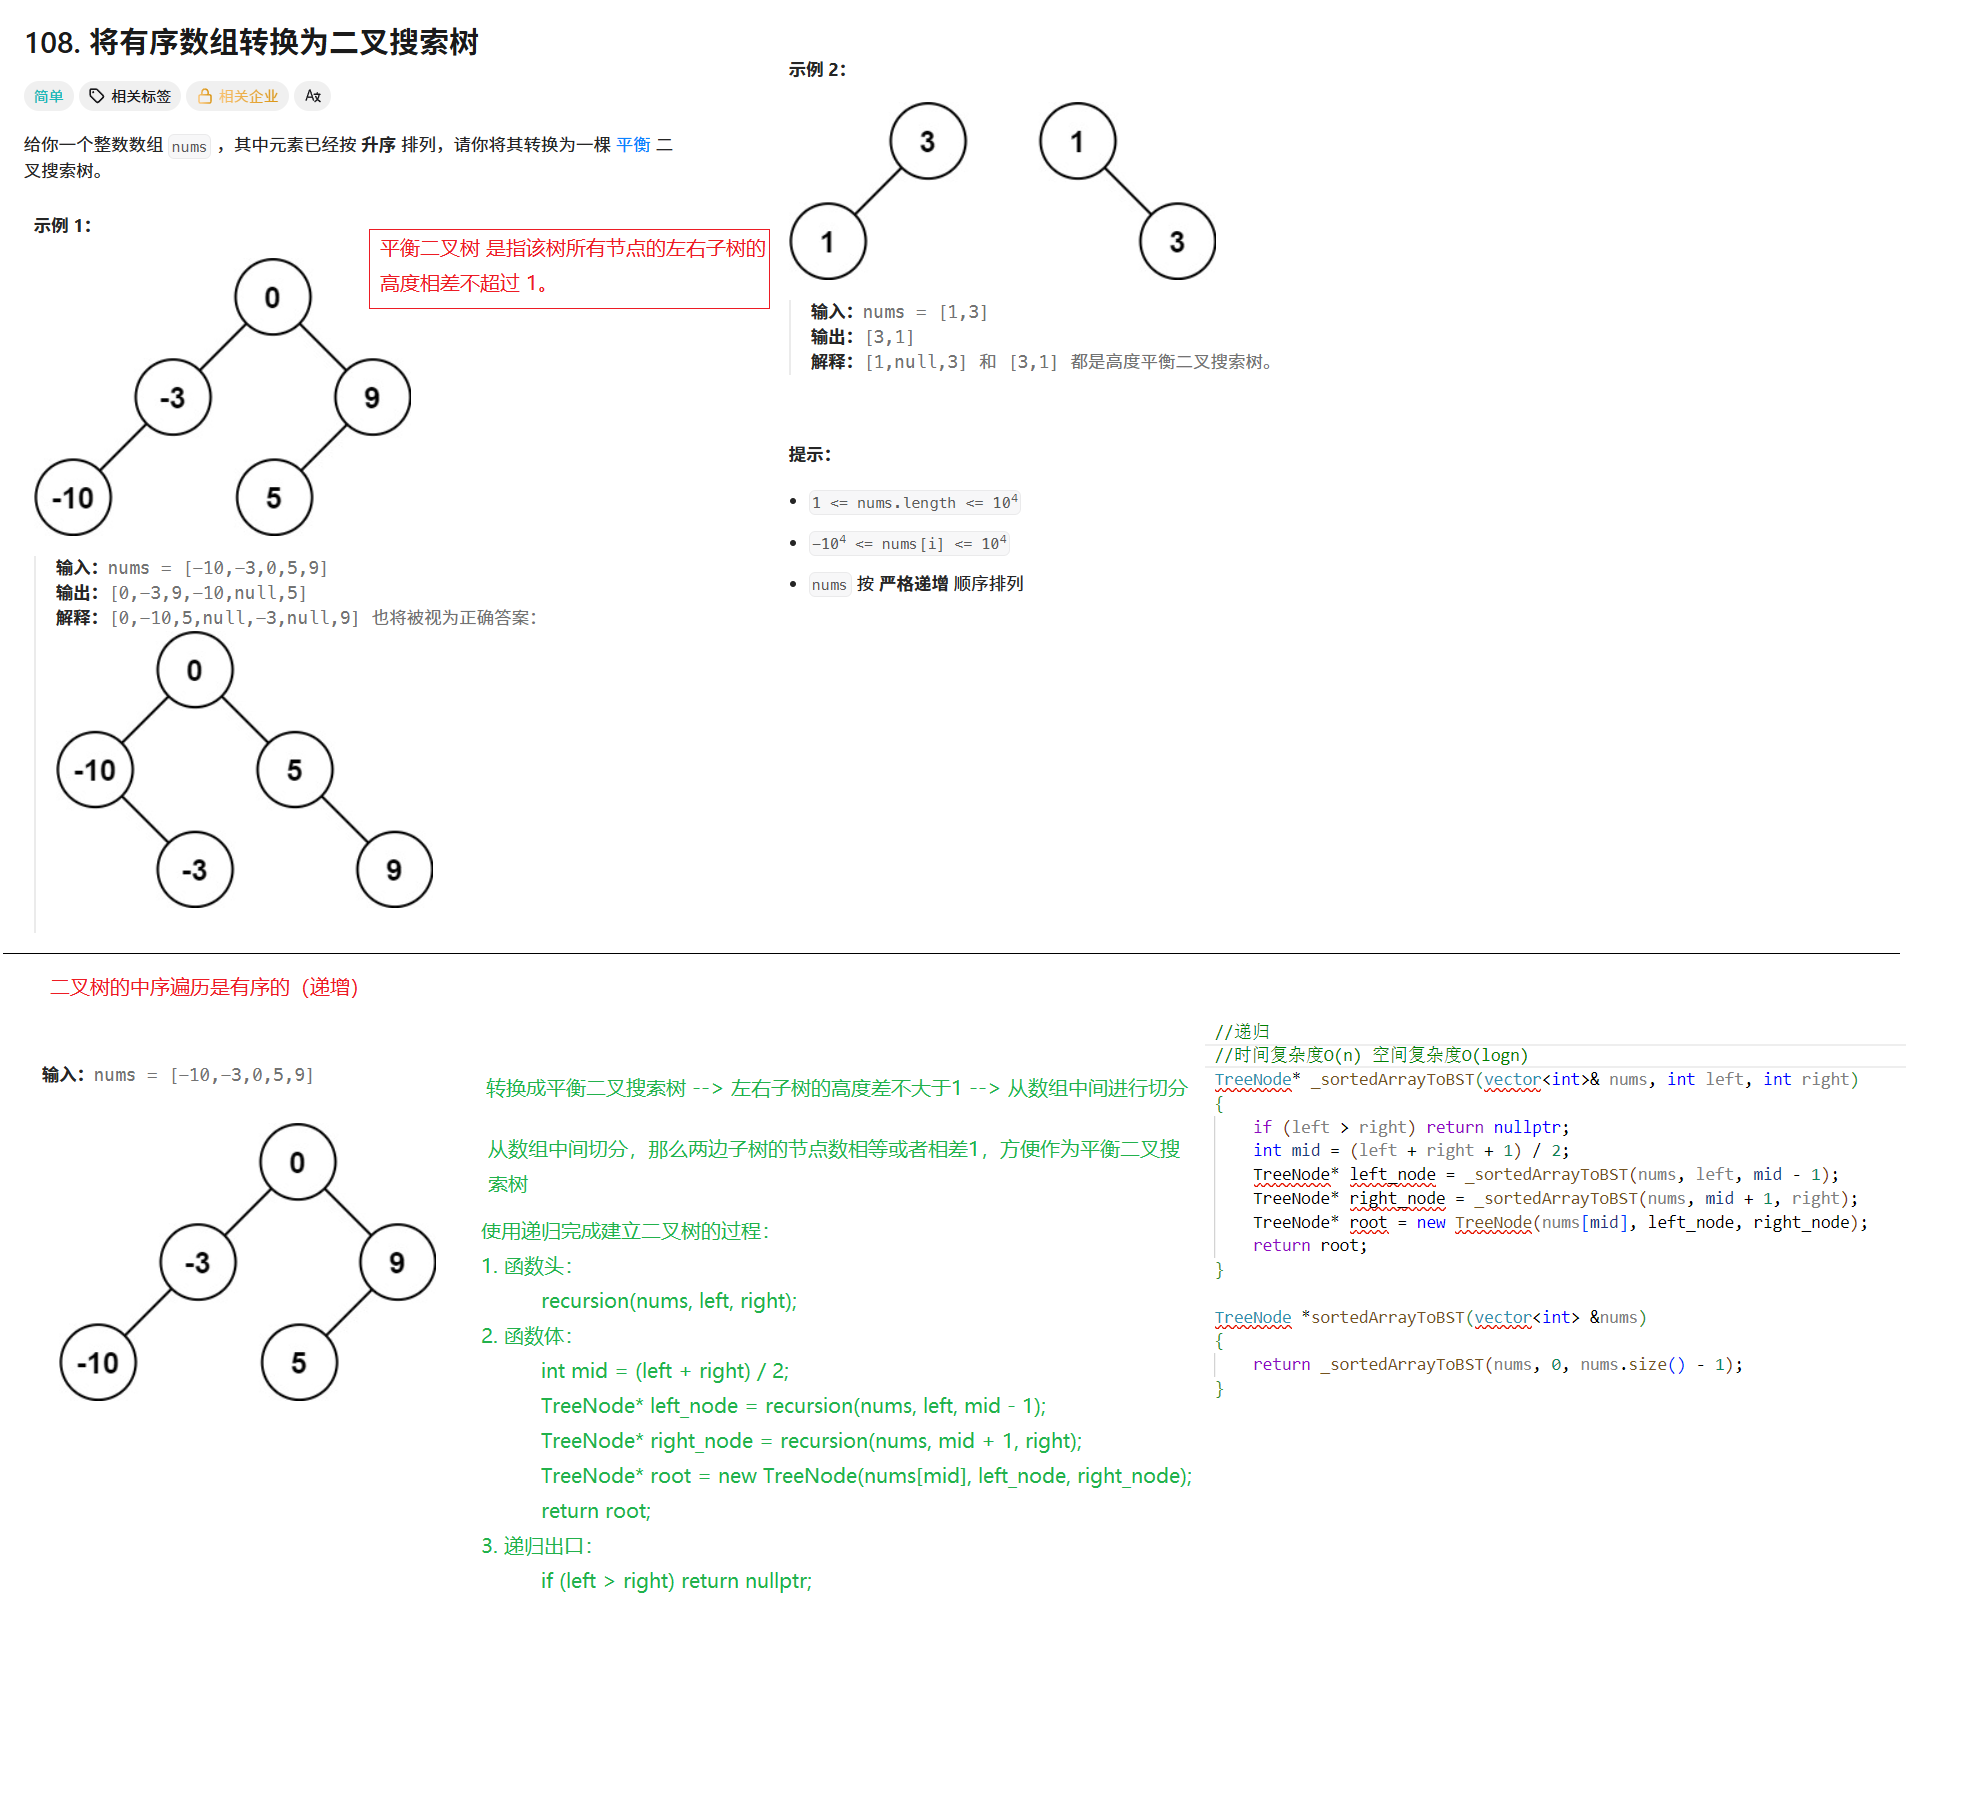 108. 将有序数组转换为二叉搜索树
简单 相关标签 相关企业 A文
给你一个整数数组 nums ，其中元素已经按 升序 排列，请你将其转换为一棵 平衡 二
叉搜索树。
示例 1：
平衡二叉树 是指该树所有节点的左右子树的
高度相差不超过 1。
0
-3
9
-10
5
输入：nums = [-10,-3,0,5,9]
输出：[0,-3,9,-10,null,5]
解释：[0,-10,5,null,-3,null,9] 也将被视为正确答案：
0
-10
5
-3
9
示例 2：
3
1
1
3
输入：nums = [1,3]
输出：[3,1]
解释：[1,null,3] 和 [3,1] 都是高度平衡二叉搜索树。
提示：
1 <= nums.length <= 10⁴
-10⁴ <= nums[i] <= 10⁴
nums 按 严格递增 顺序排列
二叉树的中序遍历是有序的（递增）
输入：nums = [-10,-3,0,5,9]
0
-3
9
-10
5
转换成平衡二叉搜索树 --> 左右子树的高度差不大于1 --> 从数组中间进行切分
从数组中间切分，那么两边子树的节点数相等或者相差1，方便作为平衡二叉搜
索树
使用递归完成建立二叉树的过程：
1. 函数头：
recursion(nums, left, right);
2. 函数体：
int mid = (left + right) / 2;
TreeNode* left_node = recursion(nums, left, mid - 1);
TreeNode* right_node = recursion(nums, mid + 1, right);
TreeNode* root = new TreeNode(nums[mid], left_node, right_node);
return root;
3. 递归出口：
if (left > right) return nullptr;
//递归
//时间复杂度O(n) 空间复杂度O(logn)
TreeNode* _sortedArrayToBST(vector<int>& nums, int left, int right)
{
if (left > right) return nullptr;
int mid = (left + right + 1) / 2;
TreeNode* left_node = _sortedArrayToBST(nums, left, mid - 1);
TreeNode* right_node = _sortedArrayToBST(nums, mid + 1, right);
TreeNode* root = new TreeNode(nums[mid], left_node, right_node);
return root;
}
TreeNode *sortedArrayToBST(vector<int> &nums)
{
return _sortedArrayToBST(nums, 0, nums.size() - 1);
}